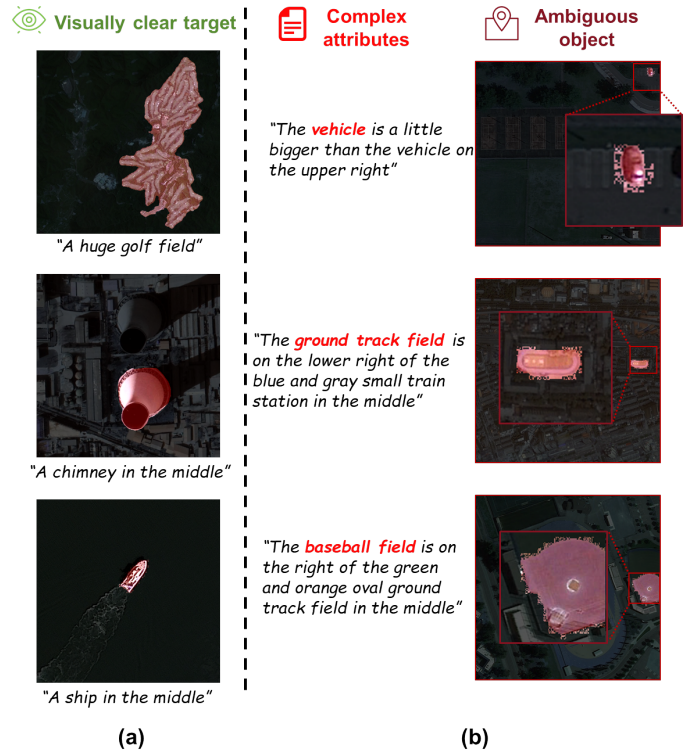 Visually clear target
Complex
attributes
Ambiguous
object
"A huge golf field"
"A chimney in the middle"
"A ship in the middle"
(a)
"The vehicle is a little
bigger than the vehicle on
the upper right"
"The ground track field is
on the lower right of the
blue and gray small train
station in the middle"
"The baseball field is on
the right of the green
and orange oval ground
track field in the middle"
(b)